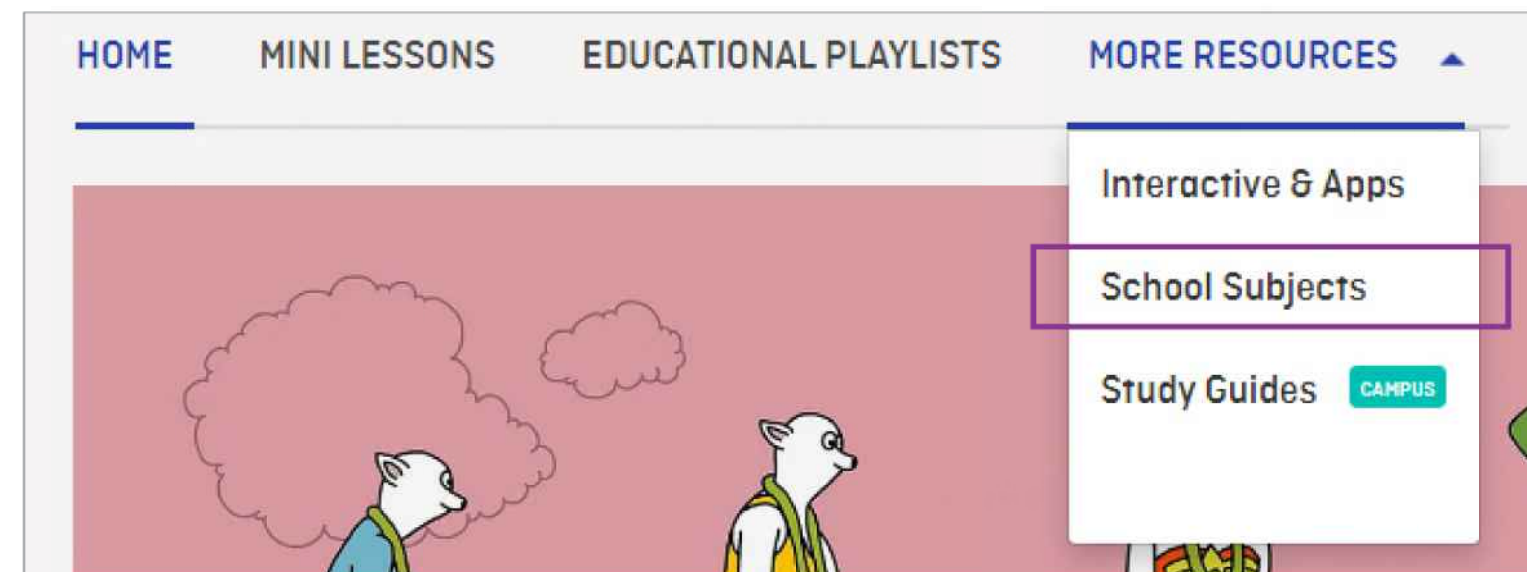 HOME MINI LESSONS EDUCATIONAL PLAYLISTS MORE RESOURCES
Interactive & Apps
School Subjects
Study Guides CAMPUS